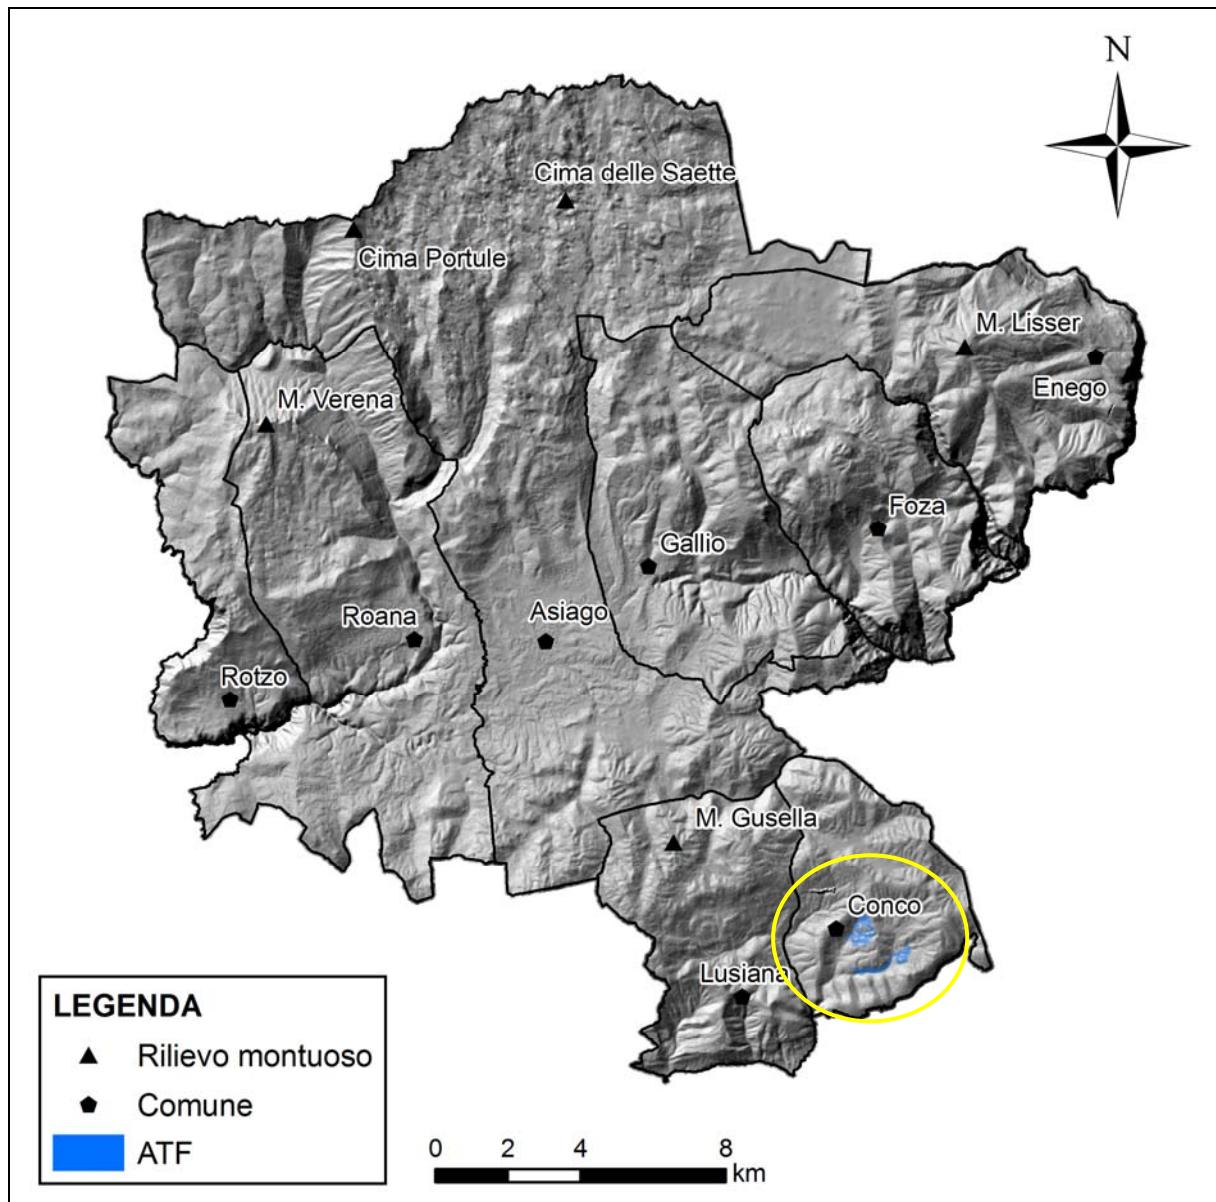 N
Cima delle Saette
Cima Portule
M. Lisser
Enego
M. Verena
Foza
Gallio
Roana
Asiago
Rotzo
M. Gusella
Conco
Lusiana
LEGENDA
Rilievo montuoso
Comune
ATF
0 2 4 8
km